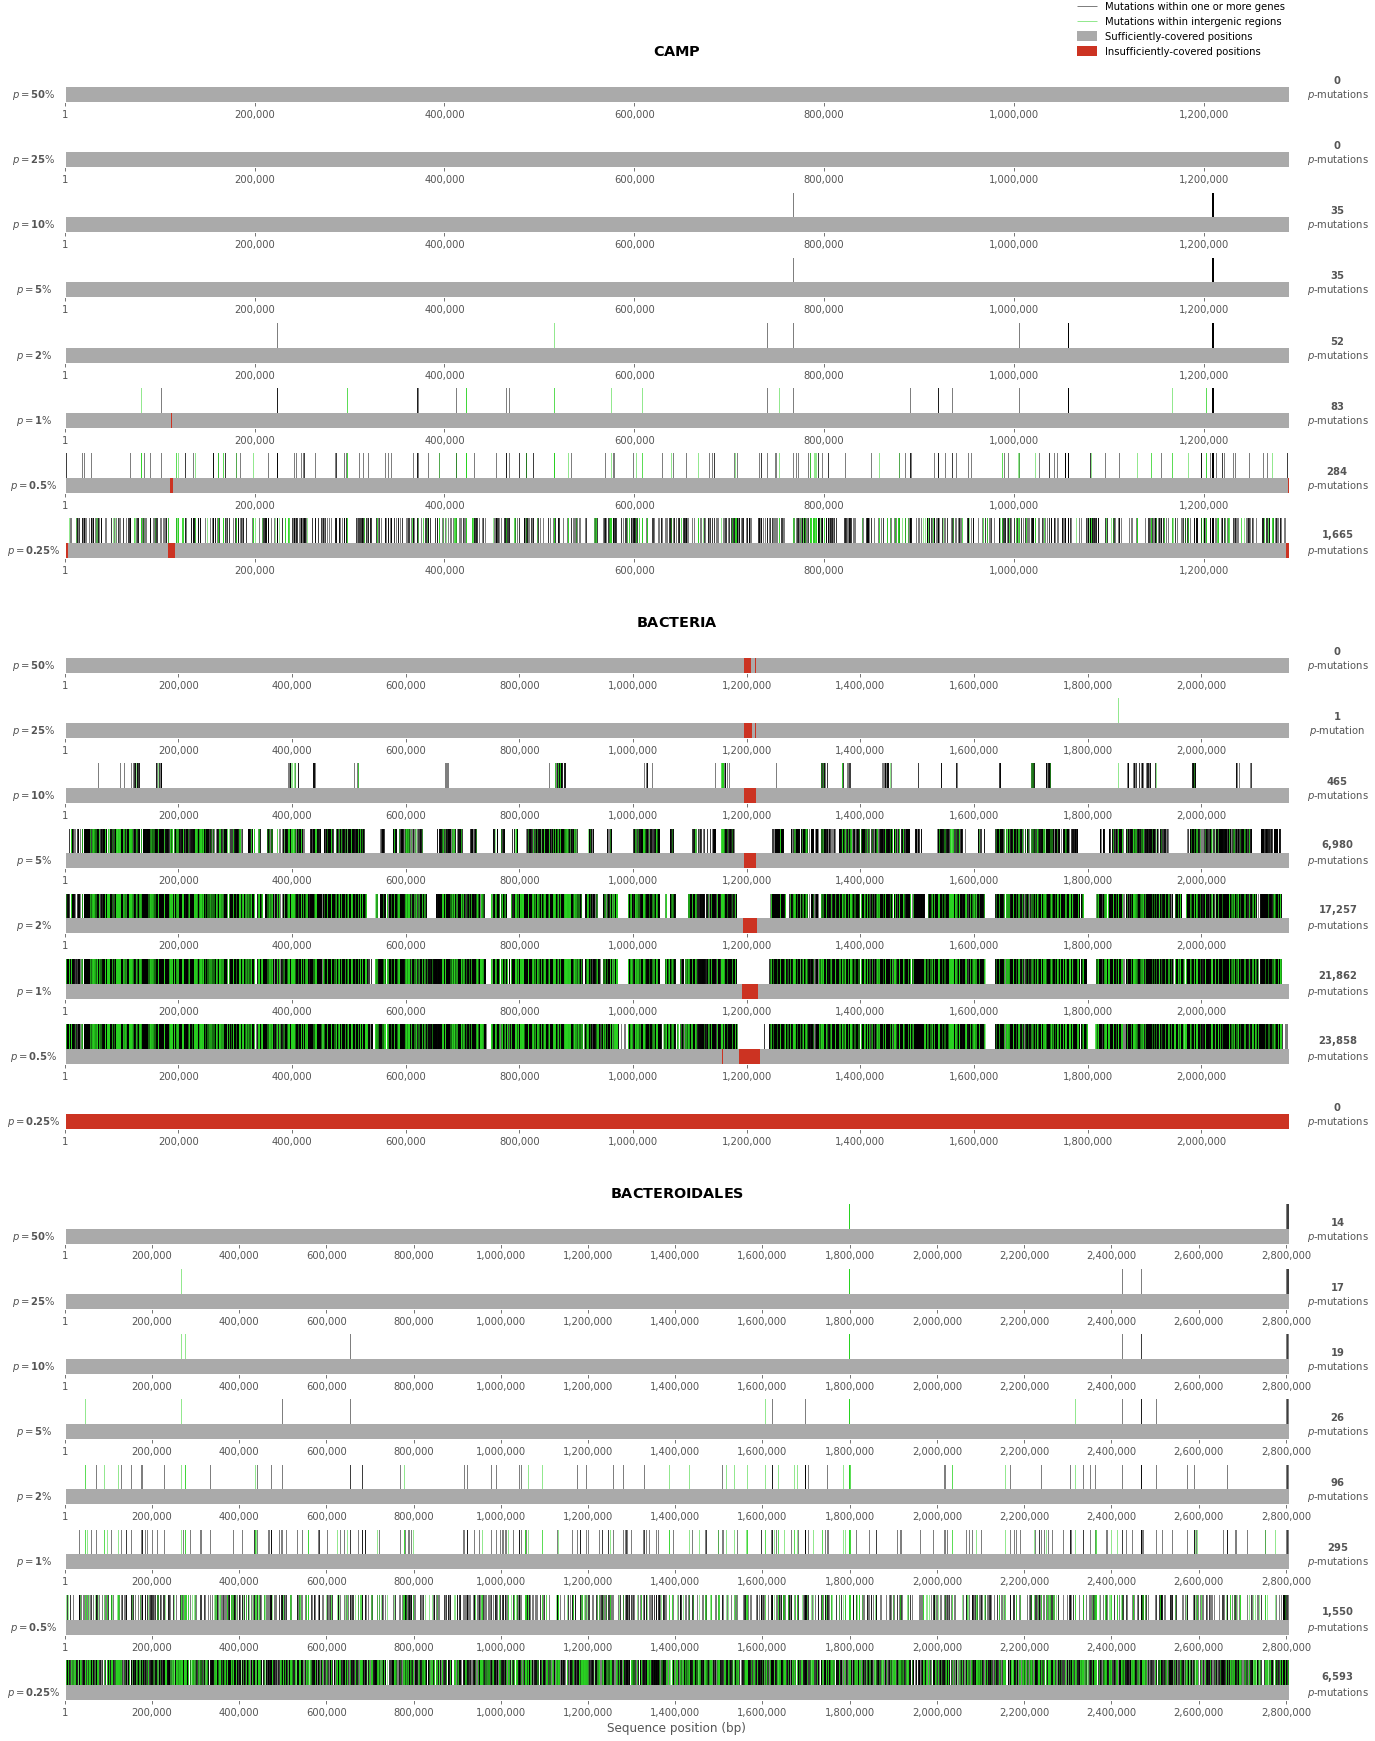 Mutations within one or more genes
Mutations within intergenic regions
Sufficiently-covered positions
Insufficiently-covered positions
CAMP
0
p = 50% p-mutations
1 200,000 400,000 600,000 800,000 1,000,000 1,200,000
0
p = 25% p-mutations
1 200,000 400,000 600,000 800,000 1,000,000 1,200,000
35
p = 10% p-mutations
1 200,000 400,000 600,000 800,000 1,000,000 1,200,000
35
p = 5% p-mutations
1 200,000 400,000 600,000 800,000 1,000,000 1,200,000
52
p = 2% p-mutations
1 200,000 400,000 600,000 800,000 1,000,000 1,200,000
83
p = 1% p-mutations
1 200,000 400,000 600,000 800,000 1,000,000 1,200,000
284
p = 0.5% p-mutations
1 200,000 400,000 600,000 800,000 1,000,000 1,200,000
1,665
p = 0.25% p-mutations
1 200,000 400,000 600,000 800,000 1,000,000 1,200,000
BACTERIA
0
p = 50% p-mutations
1 200,000 400,000 600,000 800,000 1,000,000 1,200,000 1,400,000 1,600,000 1,800,000 2,000,000
1
p = 25% p-mutation
1 200,000 400,000 600,000 800,000 1,000,000 1,200,000 1,400,000 1,600,000 1,800,000 2,000,000
465
p = 10% p-mutations
1 200,000 400,000 600,000 800,000 1,000,000 1,200,000 1,400,000 1,600,000 1,800,000 2,000,000
6,980
p = 5% p-mutations
1 200,000 400,000 600,000 800,000 1,000,000 1,200,000 1,400,000 1,600,000 1,800,000 2,000,000
17,257
p = 2% p-mutations
1 200,000 400,000 600,000 800,000 1,000,000 1,200,000 1,400,000 1,600,000 1,800,000 2,000,000
21,862
p = 1% p-mutations
1 200,000 400,000 600,000 800,000 1,000,000 1,200,000 1,400,000 1,600,000 1,800,000 2,000,000
23,858
p = 0.5% p-mutations
1 200,000 400,000 600,000 800,000 1,000,000 1,200,000 1,400,000 1,600,000 1,800,000 2,000,000
0
p = 0.25% p-mutations
1 200,000 400,000 600,000 800,000 1,000,000 1,200,000 1,400,000 1,600,000 1,800,000 2,000,000
BACTEROIDALES
14
p = 50% p-mutations
1 200,000 400,000 600,000 800,000 1,000,000 1,200,000 1,400,000 1,600,000 1,800,000 2,000,000 2,200,000 2,400,000 2,600,000 2,800,000
17
p = 25% p-mutations
1 200,000 400,000 600,000 800,000 1,000,000 1,200,000 1,400,000 1,600,000 1,800,000 2,000,000 2,200,000 2,400,000 2,600,000 2,800,000
19
p = 10% p-mutations
1 200,000 400,000 600,000 800,000 1,000,000 1,200,000 1,400,000 1,600,000 1,800,000 2,000,000 2,200,000 2,400,000 2,600,000 2,800,000
26
p = 5% p-mutations
1 200,000 400,000 600,000 800,000 1,000,000 1,200,000 1,400,000 1,600,000 1,800,000 2,000,000 2,200,000 2,400,000 2,600,000 2,800,000
96
p = 2% p-mutations
1 200,000 400,000 600,000 800,000 1,000,000 1,200,000 1,400,000 1,600,000 1,800,000 2,000,000 2,200,000 2,400,000 2,600,000 2,800,000
295
p = 1% p-mutations
1 200,000 400,000 600,000 800,000 1,000,000 1,200,000 1,400,000 1,600,000 1,800,000 2,000,000 2,200,000 2,400,000 2,600,000 2,800,000
1,550
p = 0.5% p-mutations
1 200,000 400,000 600,000 800,000 1,000,000 1,200,000 1,400,000 1,600,000 1,800,000 2,000,000 2,200,000 2,400,000 2,600,000 2,800,000
6,593
p = 0.25% p-mutations
1 200,000 400,000 600,000 800,000 1,000,000 1,200,000 1,400,000 1,600,000 1,800,000 2,000,000 2,200,000 2,400,000 2,600,000 2,800,000
Sequence position (bp)